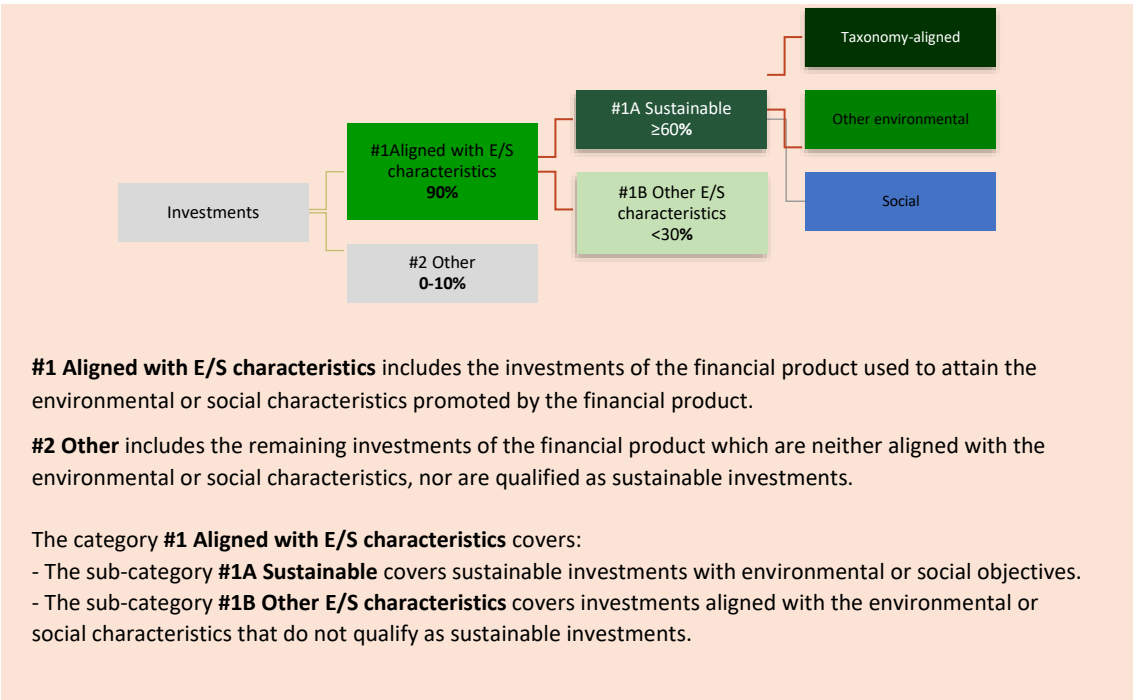 Taxonomy-aligned
#1A Sustainable
≥60%
Other environmental
#1Aligned with E/S
characteristics
90%
#1B Other E/S
characteristics
<30%
Social
Investments
#2 Other
0-10%
#1 Aligned with E/S characteristics includes the investments of the financial product used to attain the
environmental or social characteristics promoted by the financial product.
#2 Other includes the remaining investments of the financial product which are neither aligned with the
environmental or social characteristics, nor are qualified as sustainable investments.
The category #1 Aligned with E/S characteristics covers:
- The sub-category #1A Sustainable covers sustainable investments with environmental or social objectives.
- The sub-category #1B Other E/S characteristics covers investments aligned with the environmental or
social characteristics that do not qualify as sustainable investments.